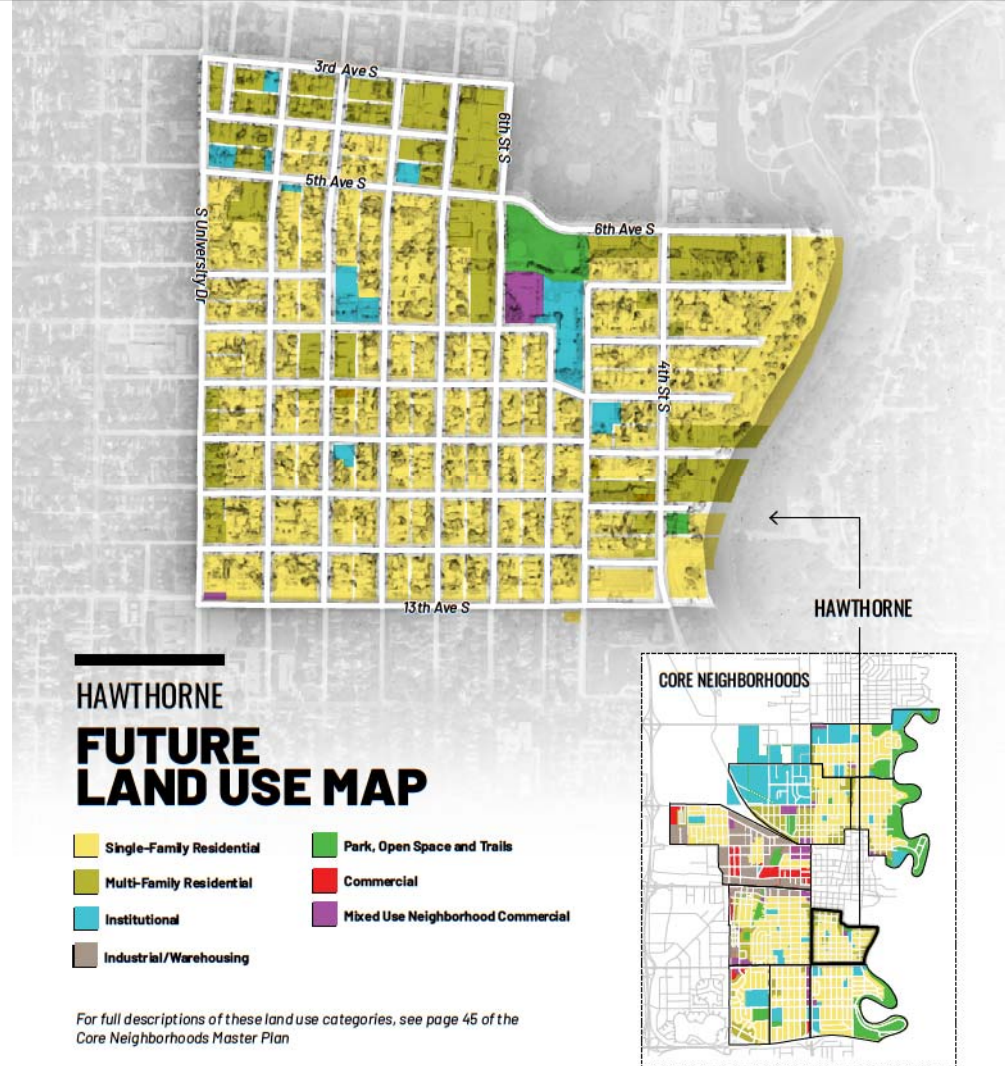 3rd Ave S
6th St S
5th Ave S
S University Dr
6th Ave S
4th St S
13th Ave S
HAWTHORNE
CORE NEIGHBORHOODS
HAWTHORNE
FUTURE
LAND USE MAP
Single-Family Residential
Multi-Family Residential
Institutional
Industrial/Warehousing
Park, Open Space and Trails
Commercial
Mixed Use Neighborhood Commercial
For full descriptions of these land use categories, see page 45 of the
Core Neighborhoods Master Plan